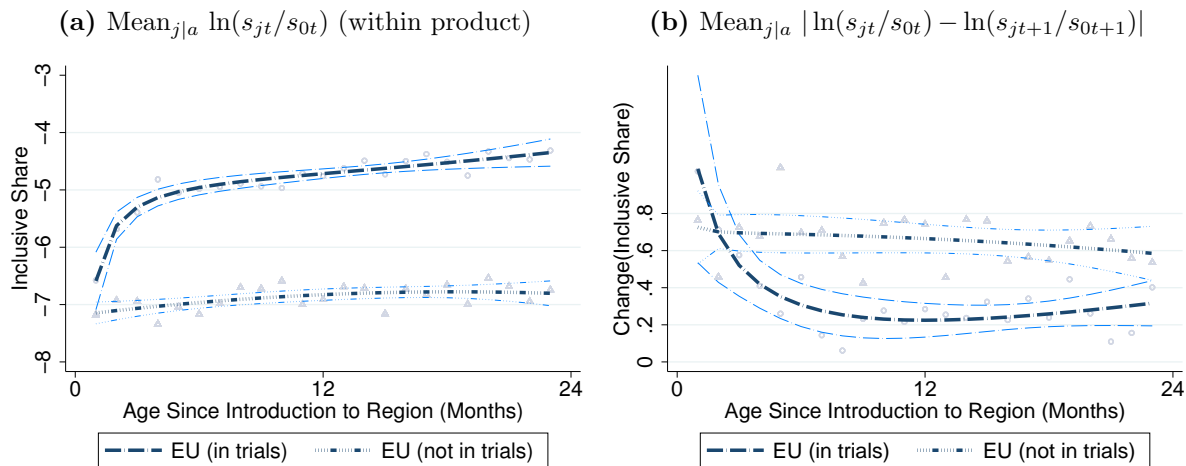 (a) Mean_{j|a} ln(s_{jt}/s_{0t}) (within product)
Inclusive Share
-3
-4
-5
-6
-7
-8
0 12 24
Age Since Introduction to Region (Months)
EU (in trials) EU (not in trials)
(b) Mean_{j|a} | ln(s_{jt}/s_{0t}) − ln(s_{jt+1}/s_{0t+1})|
Change(Inclusive Share)
.8
.6
.4
.2
0
0 12 24
Age Since Introduction to Region (Months)
EU (in trials) EU (not in trials)